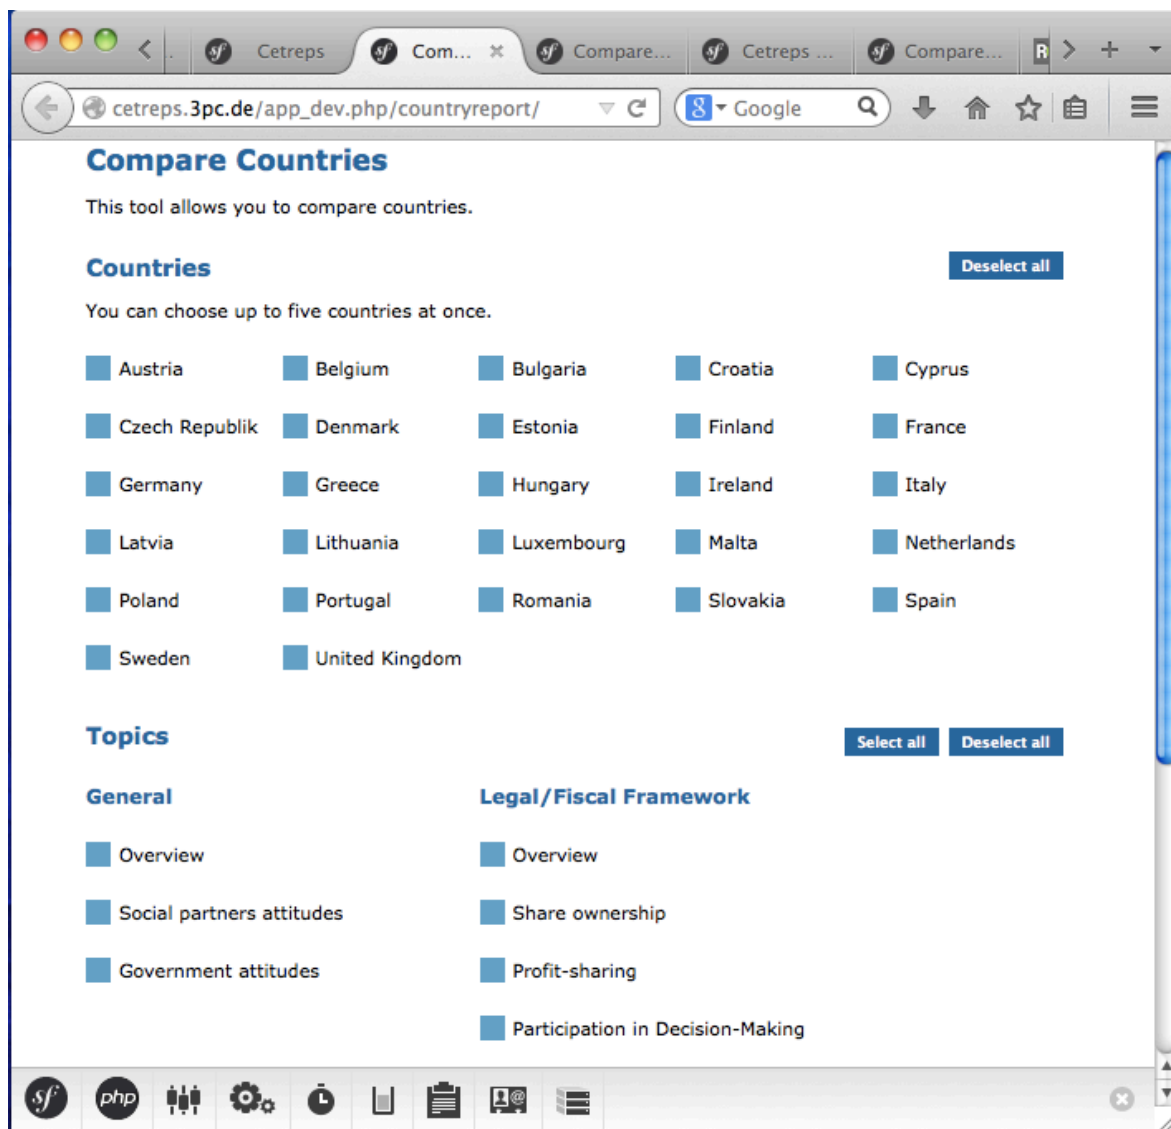 Cetreps
Com...
Compare...
Cetreps ...
Compare...
cetreps.3pc.de/app_dev.php/countryreport/
Google
Compare Countries
This tool allows you to compare countries.
Countries
Deselect all
You can choose up to five countries at once.
Austria Belgium Bulgaria Croatia Cyprus
Czech Republik Denmark Estonia Finland France
Germany Greece Hungary Ireland Italy
Latvia Lithuania Luxembourg Malta Netherlands
Poland Portugal Romania Slovakia Spain
Sweden United Kingdom
Topics
Select all Deselect all
General Legal/Fiscal Framework
Overview Overview
Social partners attitudes Share ownership
Government attitudes Profit-sharing
Participation in Decision-Making
sf php